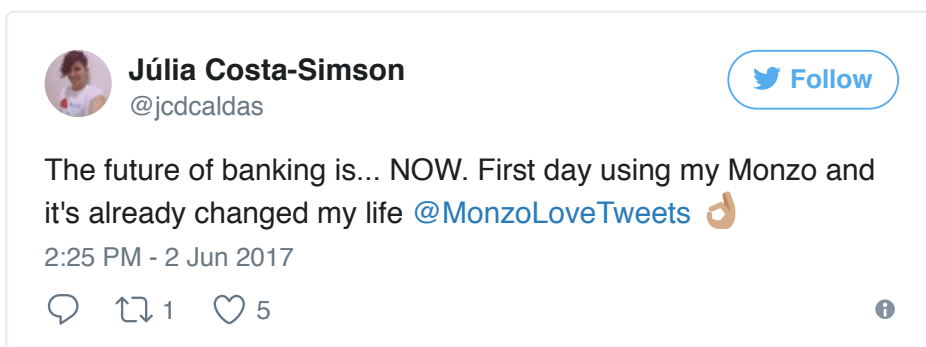 Júlia Costa-Simson
@jcdcaldas
Follow
The future of banking is... NOW. First day using my Monzo and
it's already changed my life @MonzoLoveTweets 👌🏽
2:25 PM - 2 Jun 2017
1 5